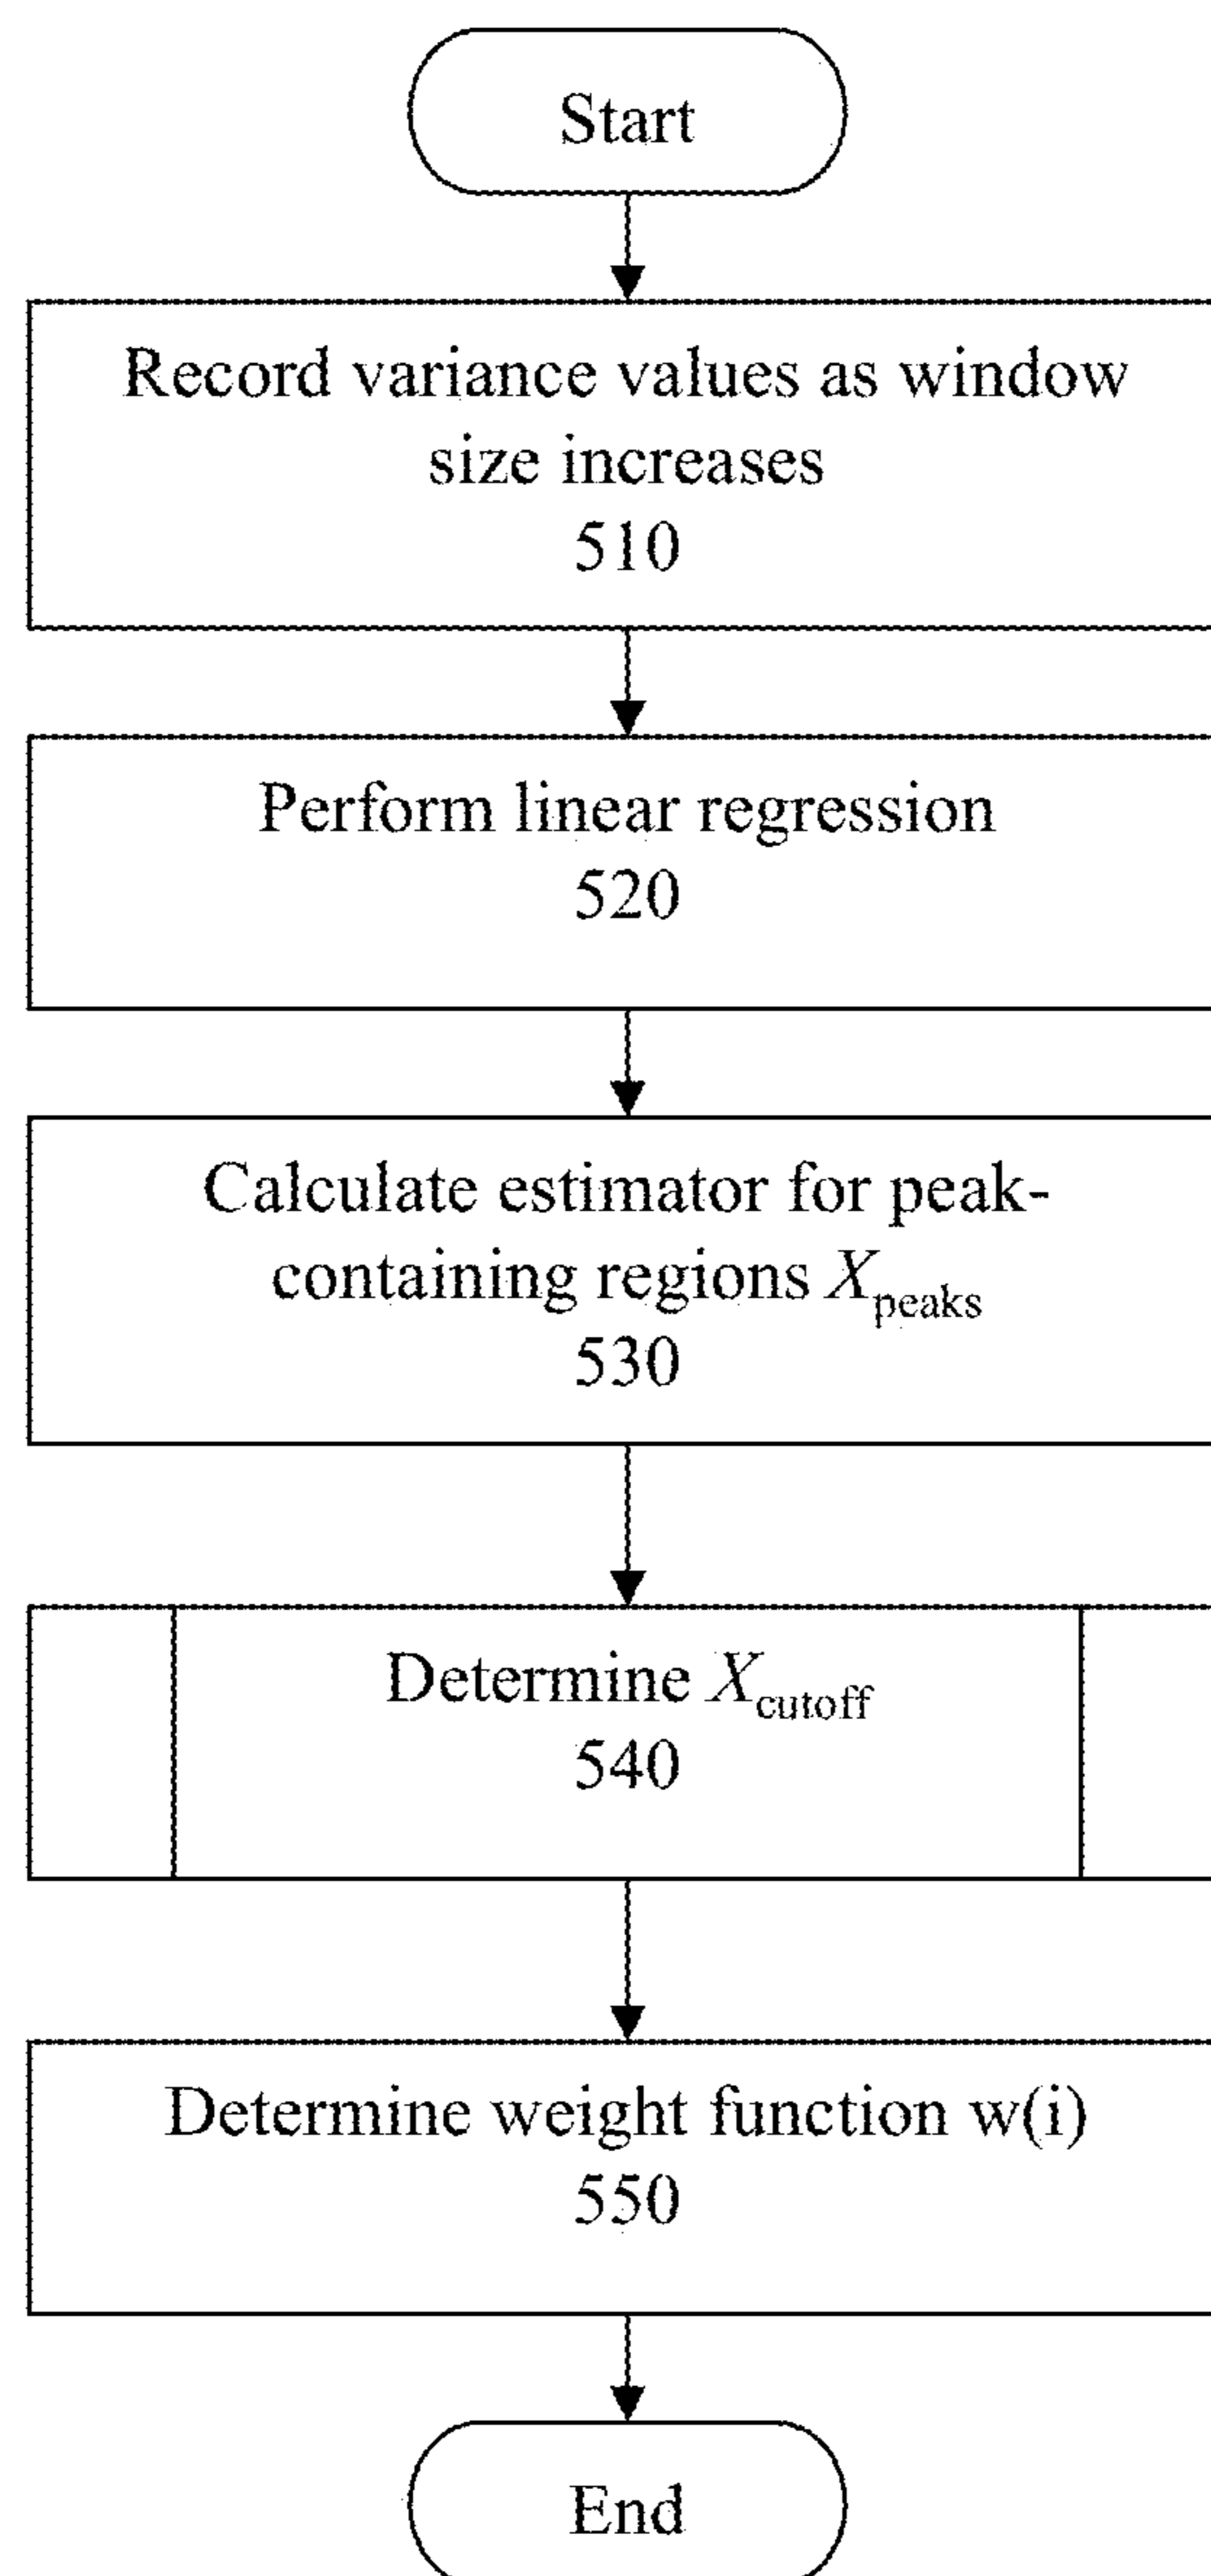 Start
Record variance values as window
size increases
510
Perform linear regression
520
Calculate estimator for peak-
containing regions Xpeaks
530
Determine Xcutoff
540
Determine weight function w(i)
550
End